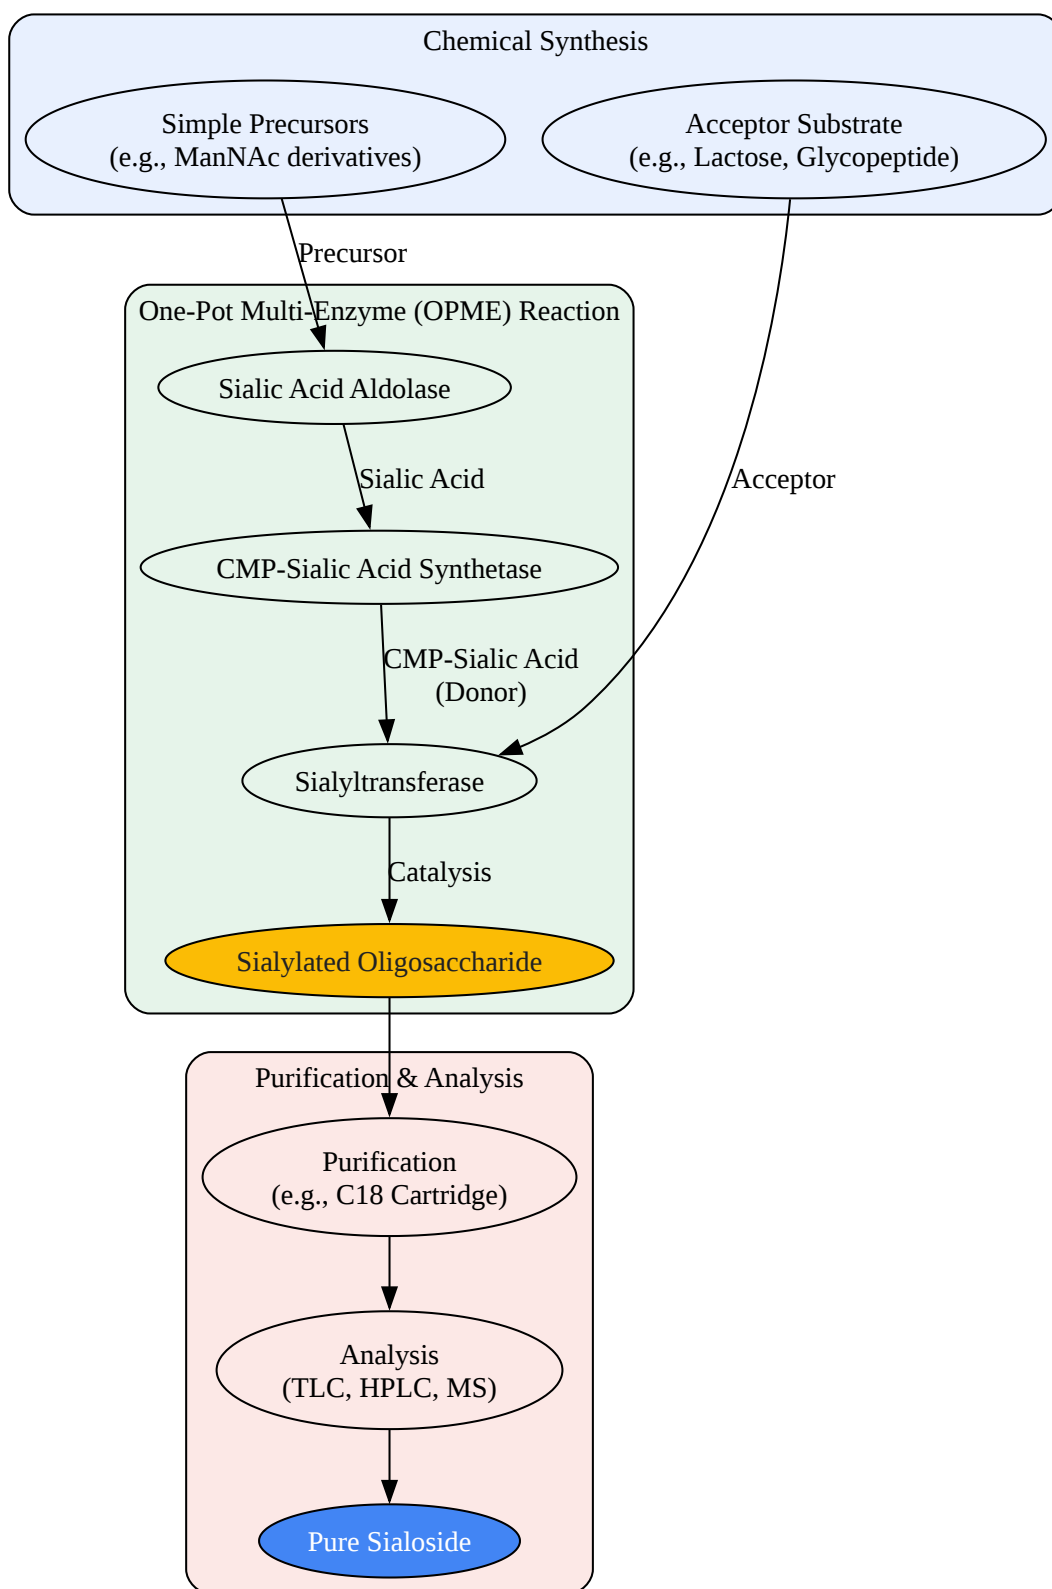 Chemical Synthesis
Simple Precursors
(e.g., ManNAc derivatives)
Acceptor Substrate
(e.g., Lactose, Glycopeptide)
Precursor
One-Pot Multi-Enzyme (OPME) Reaction
Sialic Acid Aldolase
Sialic Acid
Acceptor
CMP-Sialic Acid Synthetase
CMP-Sialic Acid
(Donor)
Sialyltransferase
Catalysis
Sialylated Oligosaccharide
Purification & Analysis
Purification
(e.g., C18 Cartridge)
Analysis
(TLC, HPLC, MS)
Pure Sialoside